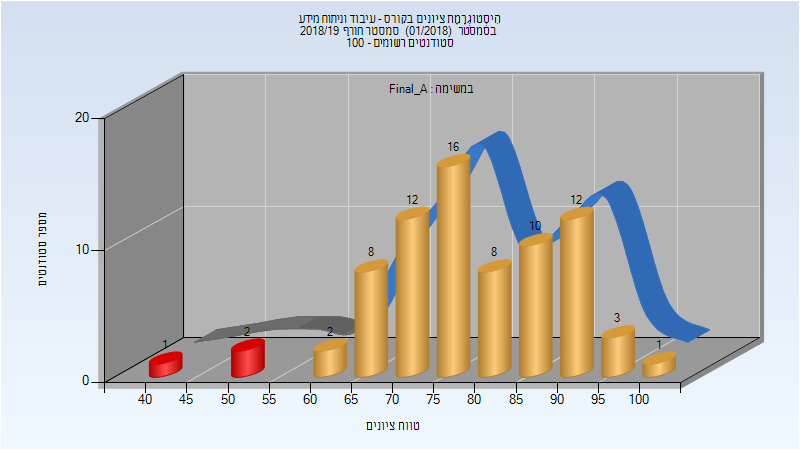 היסטוגרמת ציונים בקורס - עיבוד וניתוח מידע
בסמסטר (01/2018) סמסטר חורף 2018/19
סטודנטים רשומים - 100
במשימה : Final_A
מספר סטודנטים
20
10
0
1
2
2
8
12
16
8
10
12
3
1
40 45 50 55 60 65 70 75 80 85 90 95 100
טווח ציונים